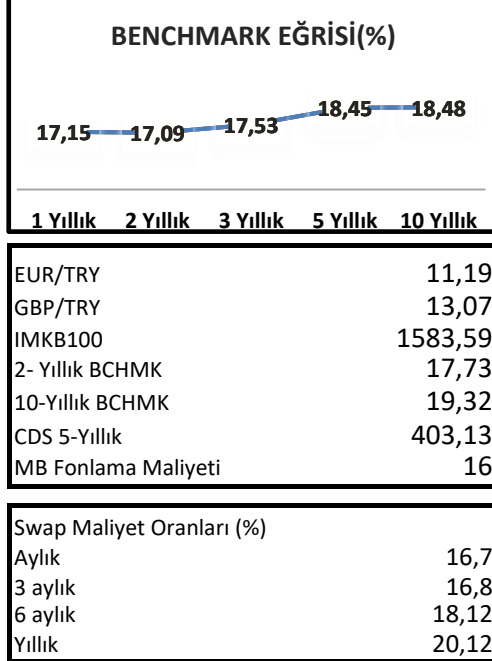 BENCHMARK EĞRİSİ(%)
17,15 17,09 17,53 18,45 18,48
1 Yıllık 2 Yıllık 3 Yıllık 5 Yıllık 10 Yıllık
EUR/TRY 11,19
GBP/TRY 13,07
IMKB100 1583,59
2- Yıllık BCHMK 17,73
10-Yıllık BCHMK 19,32
CDS 5-Yıllık 403,13
MB Fonlama Maliyeti 16
Swap Maliyet Oranları (%)
Aylık 16,7
3 aylık 16,8
6 aylık 18,12
Yıllık 20,12